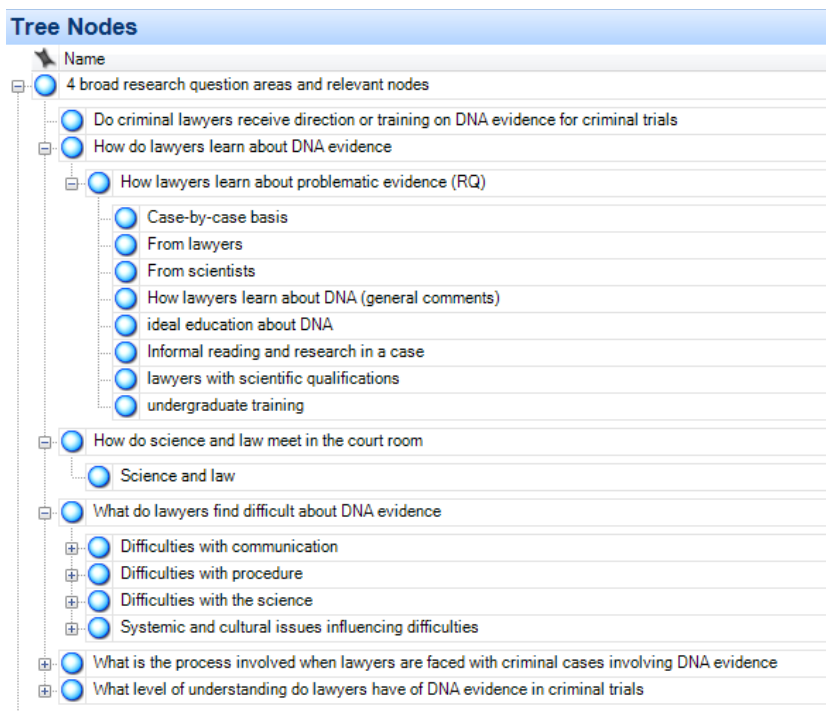 Tree Nodes
Name
4 broad research question areas and relevant nodes
Do criminal lawyers receive direction or training on DNA evidence for criminal trials
How do lawyers learn about DNA evidence
How lawyers learn about problematic evidence (RQ)
Case-by-case basis
From lawyers
From scientists
How lawyers learn about DNA (general comments)
ideal education about DNA
Informal reading and research in a case
lawyers with scientific qualifications
undergraduate training
How do science and law meet in the court room
Science and law
What do lawyers find difficult about DNA evidence
Difficulties with communication
Difficulties with procedure
Difficulties with the science
Systemic and cultural issues influencing difficulties
What is the process involved when lawyers are faced with criminal cases involving DNA evidence
What level of understanding do lawyers have of DNA evidence in criminal trials